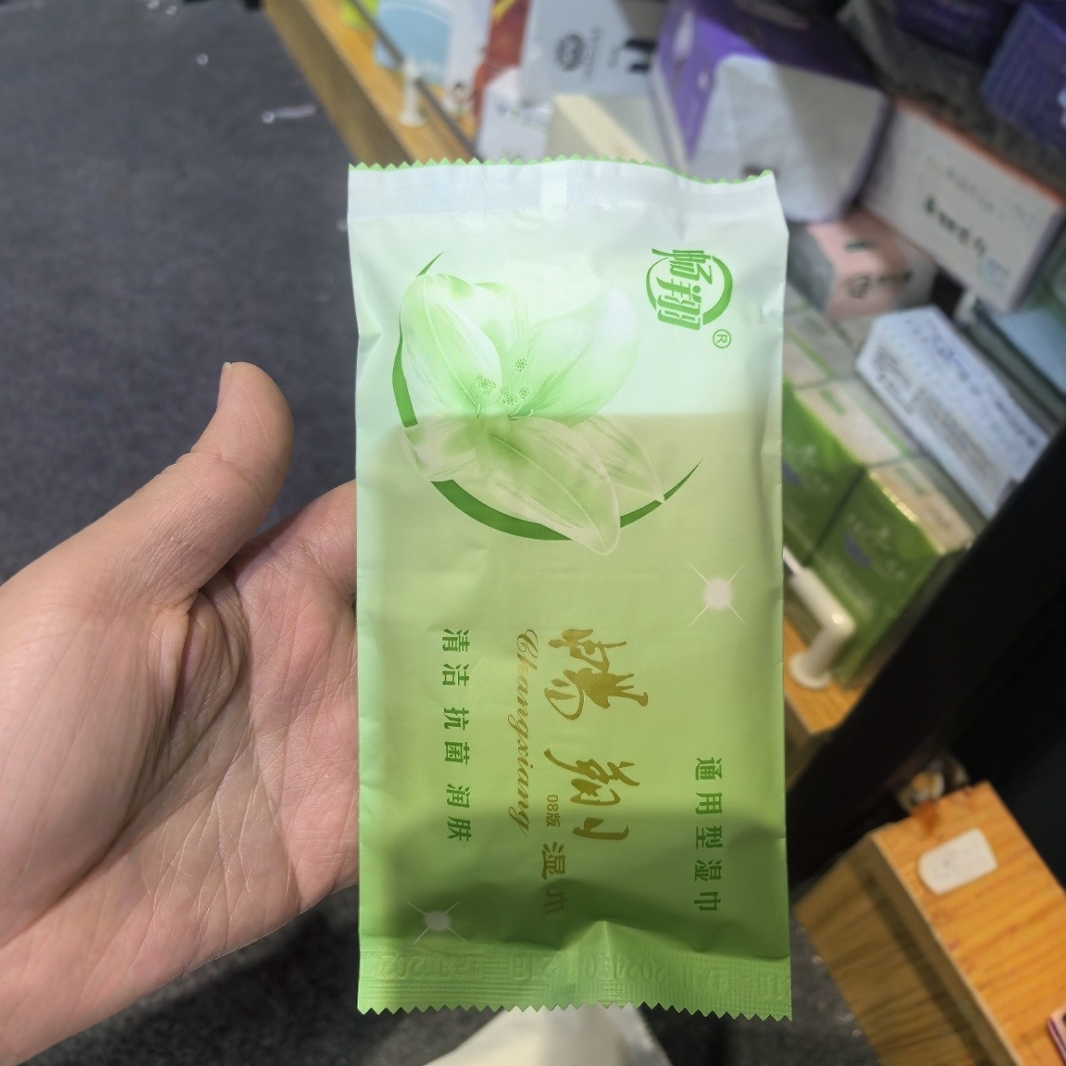 畅翔
®
通用型湿巾
畅翔
08版 湿巾
Changxiang
清洁 抗菌 润肤